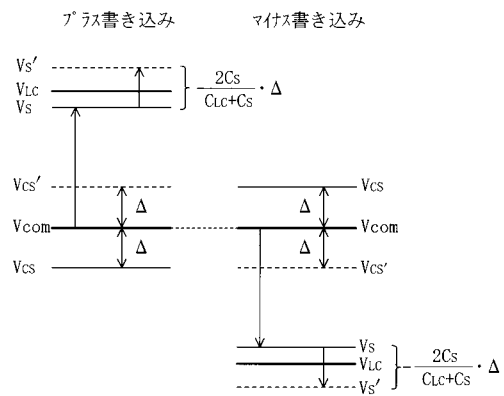 プラス書き込み
マイナス書き込み
VS′
VLC
VS
2CS
CLC+CS
· Δ
VCS′
Δ
Vcom
Δ
VCS
VCS
Δ
Vcom
Δ
VCS′
VS
VLC
VS′
2CS
CLC+CS
· Δ